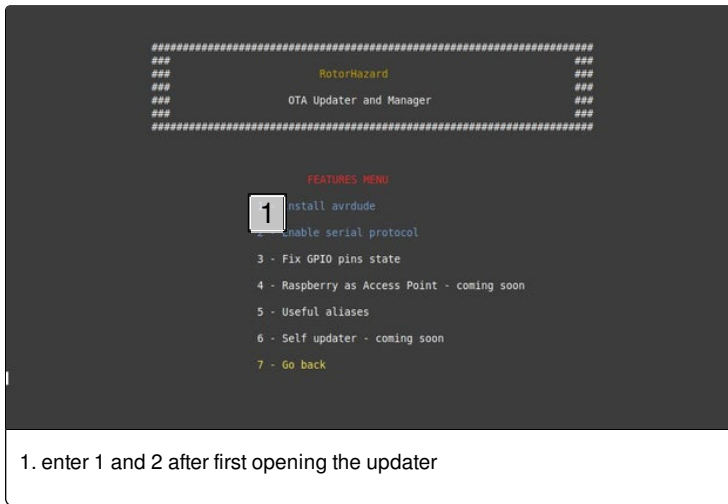 ###########################################################################
### ###
### RotorHazard ###
### ###
### OTA Updater and Manager ###
### ###
###########################################################################
FEATURES MENU
1
nstall avrdude
2 - Enable serial protocol
3 - Fix GPIO pins state
4 - Raspberry as Access Point - coming soon
5 - Useful aliases
6 - Self updater - coming soon
7 - Go back
1. enter 1 and 2 after first opening the updater